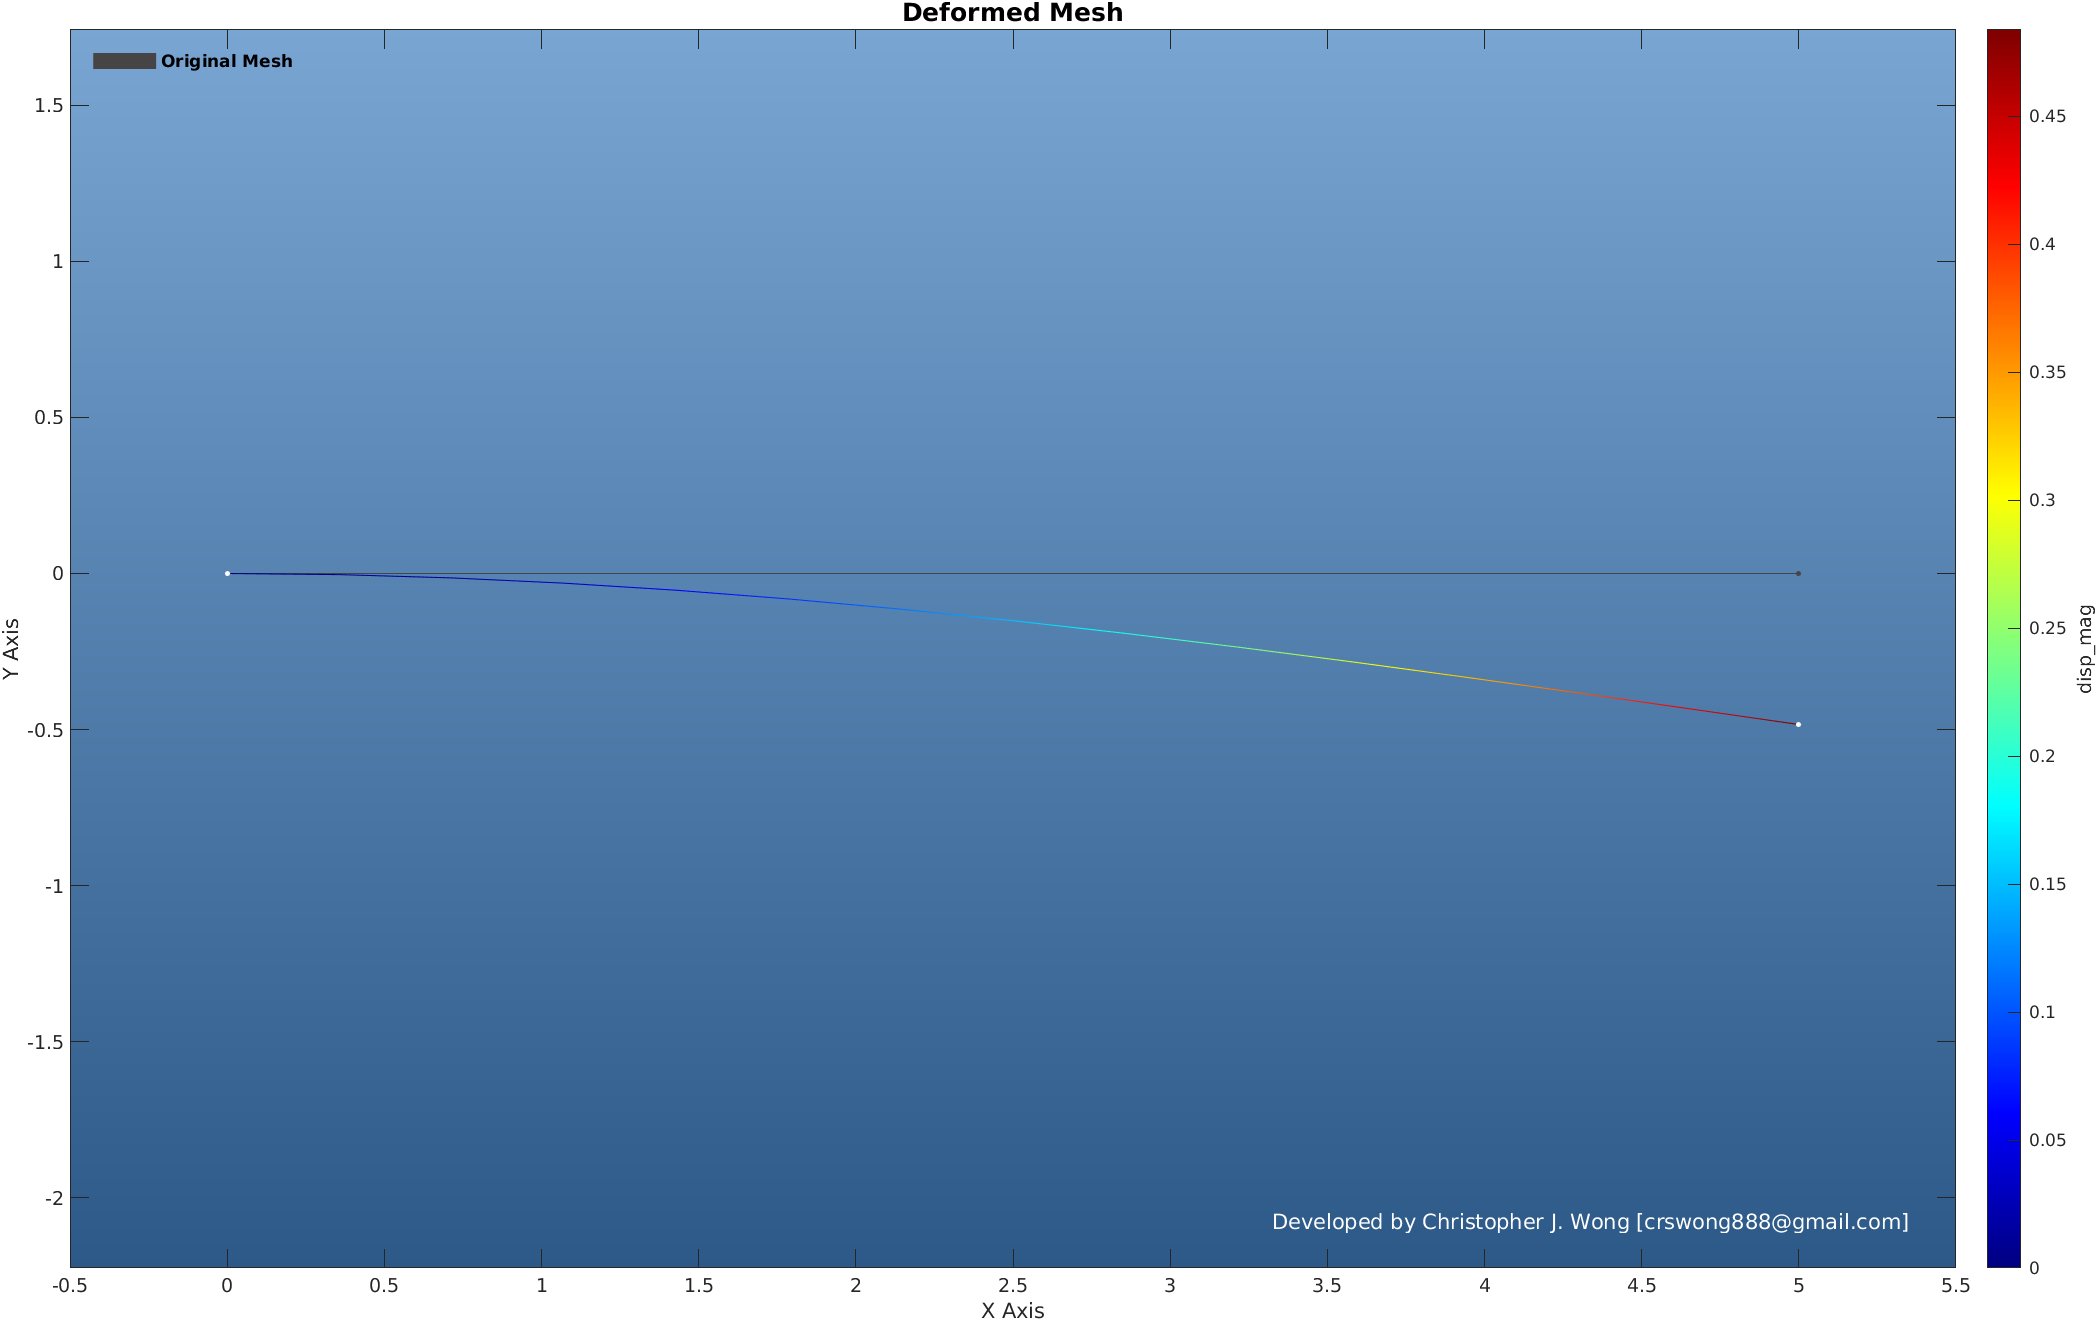 Deformed Mesh
Original Mesh
1.5
1
0.5
0
-0.5
-1
-1.5
-2
Y Axis
-0.5 0 0.5 1 1.5 2 2.5 3 3.5 4 4.5 5 5.5
X Axis
Developed by Christopher J. Wong [crswong888@gmail.com]
0.45
0.4
0.35
0.3
0.25
0.2
0.15
0.1
0.05
0
disp_mag